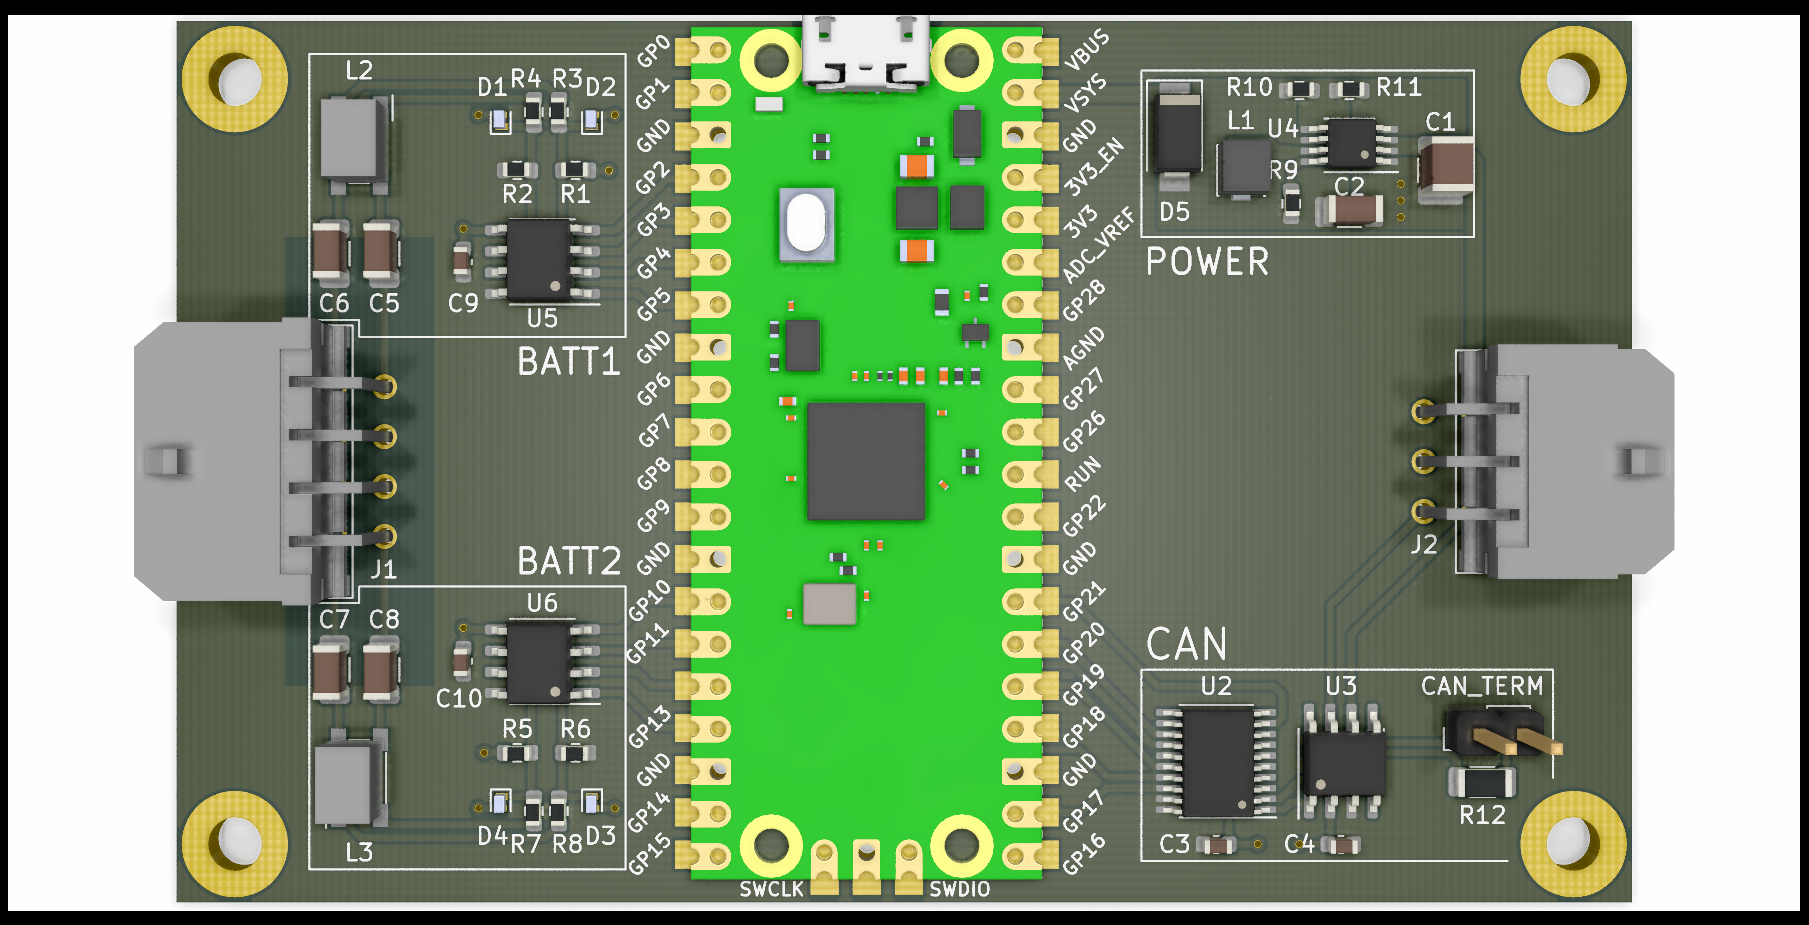 L2
D1 R4 R3 D2
R2 R1
C6 C5 C9
U5
BATT1
BATT2
J1
C7 C8 U6
C10
R5 R6
D4 R7 R8 D3
L3
GP0
GP1
GND
GP2
GP3
GP4
GP5
GND
GP6
GP7
GP8
GP9
GND
GP10
GP11
GP13
GND
GP14
GP15
SWCLK SWDIO
VBUS
VSYS
GND
3V3_EN
3V3
ADC_VREF
GP28
AGND
GP27
GP26
RUN
GP22
GND
GP21
GP20
GP19
GP18
GND
GP17
GP16
R10 R11
L1 U4 C1
R9
C2
D5
POWER
J2
CAN
U2 U3 CAN_TERM
R12
C3 C4